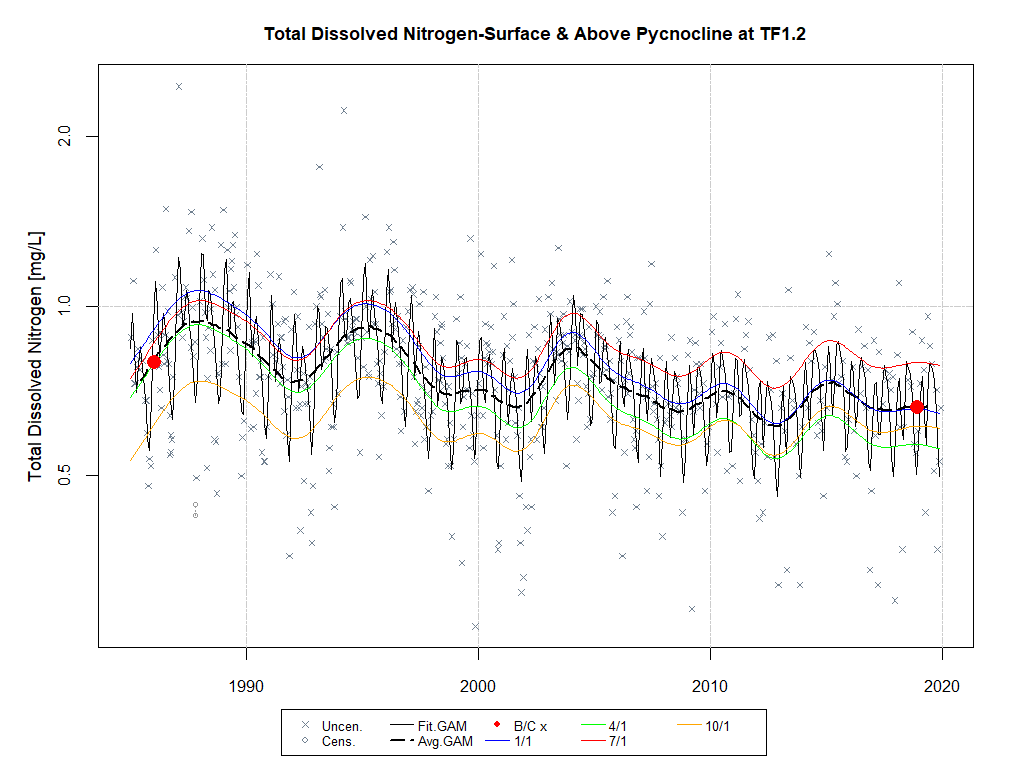 Total Dissolved Nitrogen-Surface & Above Pycnocline at TF1.2
Total Dissolved Nitrogen [mg/L]
2.0
1.0
0.5
1990 2000 2010 2020
Uncen. Fit.GAM B/C x 4/1 10/1
Cens. Avg.GAM 1/1 7/1